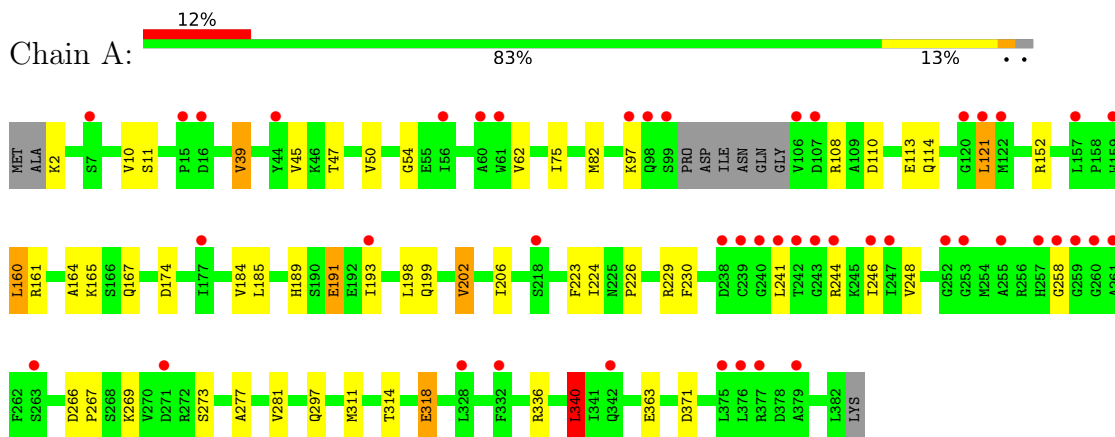 12%
Chain A:
83% 13% • •
MET ALA K2 S7 V10 S11 P15 D16 V39 Y44 V45 K46 T47 V50 G54 E55 I56 A60 W61 V62 I75 M82 K97 Q98 S99 PRO ASP ILE ASN GLN GLY V106 D107 R108 A109 D110 E113 Q114 G120 L121 M122 R152 L157 P158 W159
L160 R161 A164 K165 S166 Q167 D174 I177 V184 L185 H189 S190 E191 E192 I193 L198 Q199 V202 I206 S218 F223 I224 N225 P226 R229 F230 D238 C239 G240 L241 T242 G243 R244 K245 I246 I247 V248 G252 G253 M254 A255 R256 H257 G258 G259 G260 A261
F262 S263 D266 P267 S268 K269 V270 D271 R272 S273 A277 V281 Q297 M311 T314 E318 L328 F332 R336 L340 I341 Q342 E363 D371 L375 L376 R377 D378 A379 L382 LYS